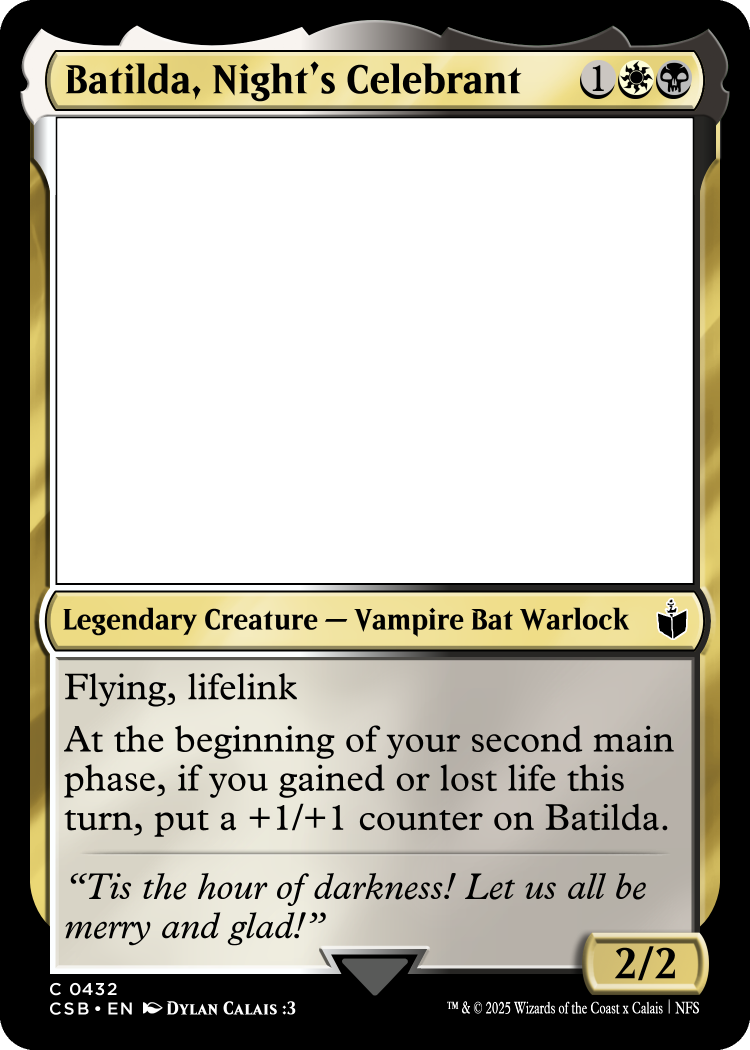 Batilda, Night's Celebrant 1
Legendary Creature — Vampire Bat Warlock
Flying, lifelink
At the beginning of your second main
phase, if you gained or lost life this
turn, put a +1/+1 counter on Batilda.
“Tis the hour of darkness! Let us all be
merry and glad!”
2/2
C 0432
CSB • EN Dylan Calais :3
™ & © 2025 Wizards of the Coast x Calais | NFS